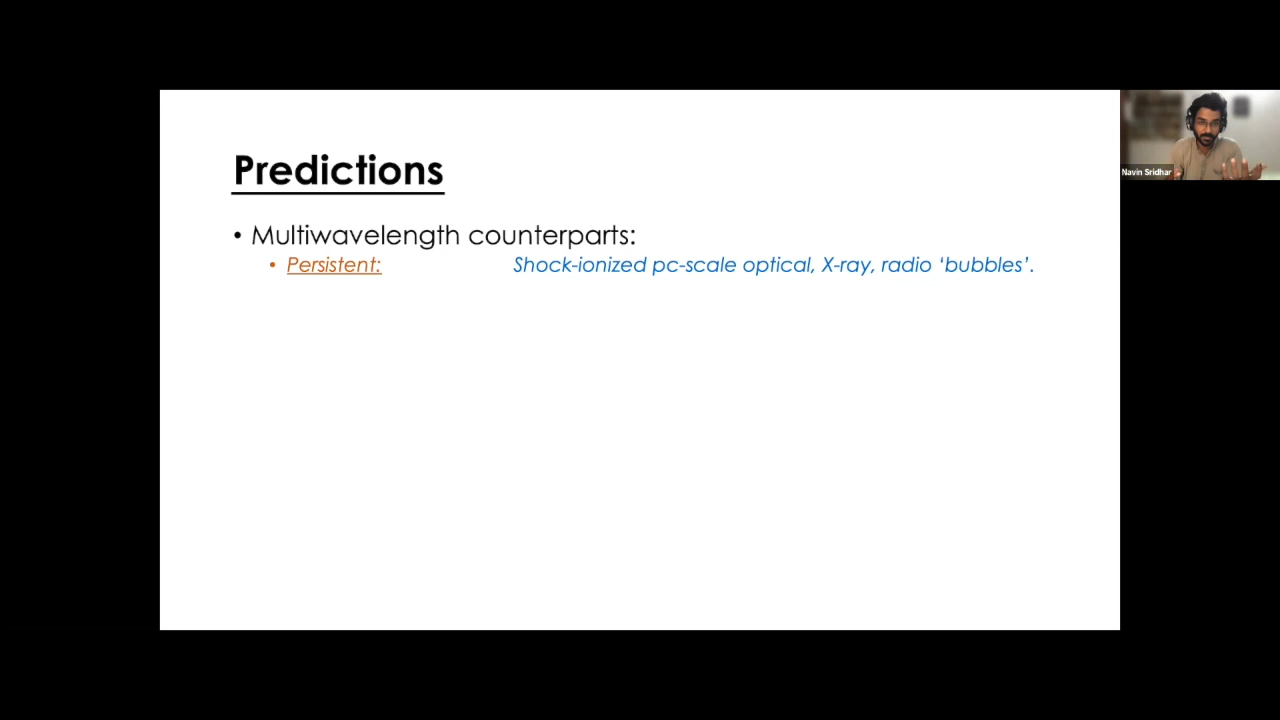 Predictions
• Multiwavelength counterparts:
• Persistent: Shock-ionized pc-scale optical, X-ray, radio ‘bubbles’.
Navin Sridhar